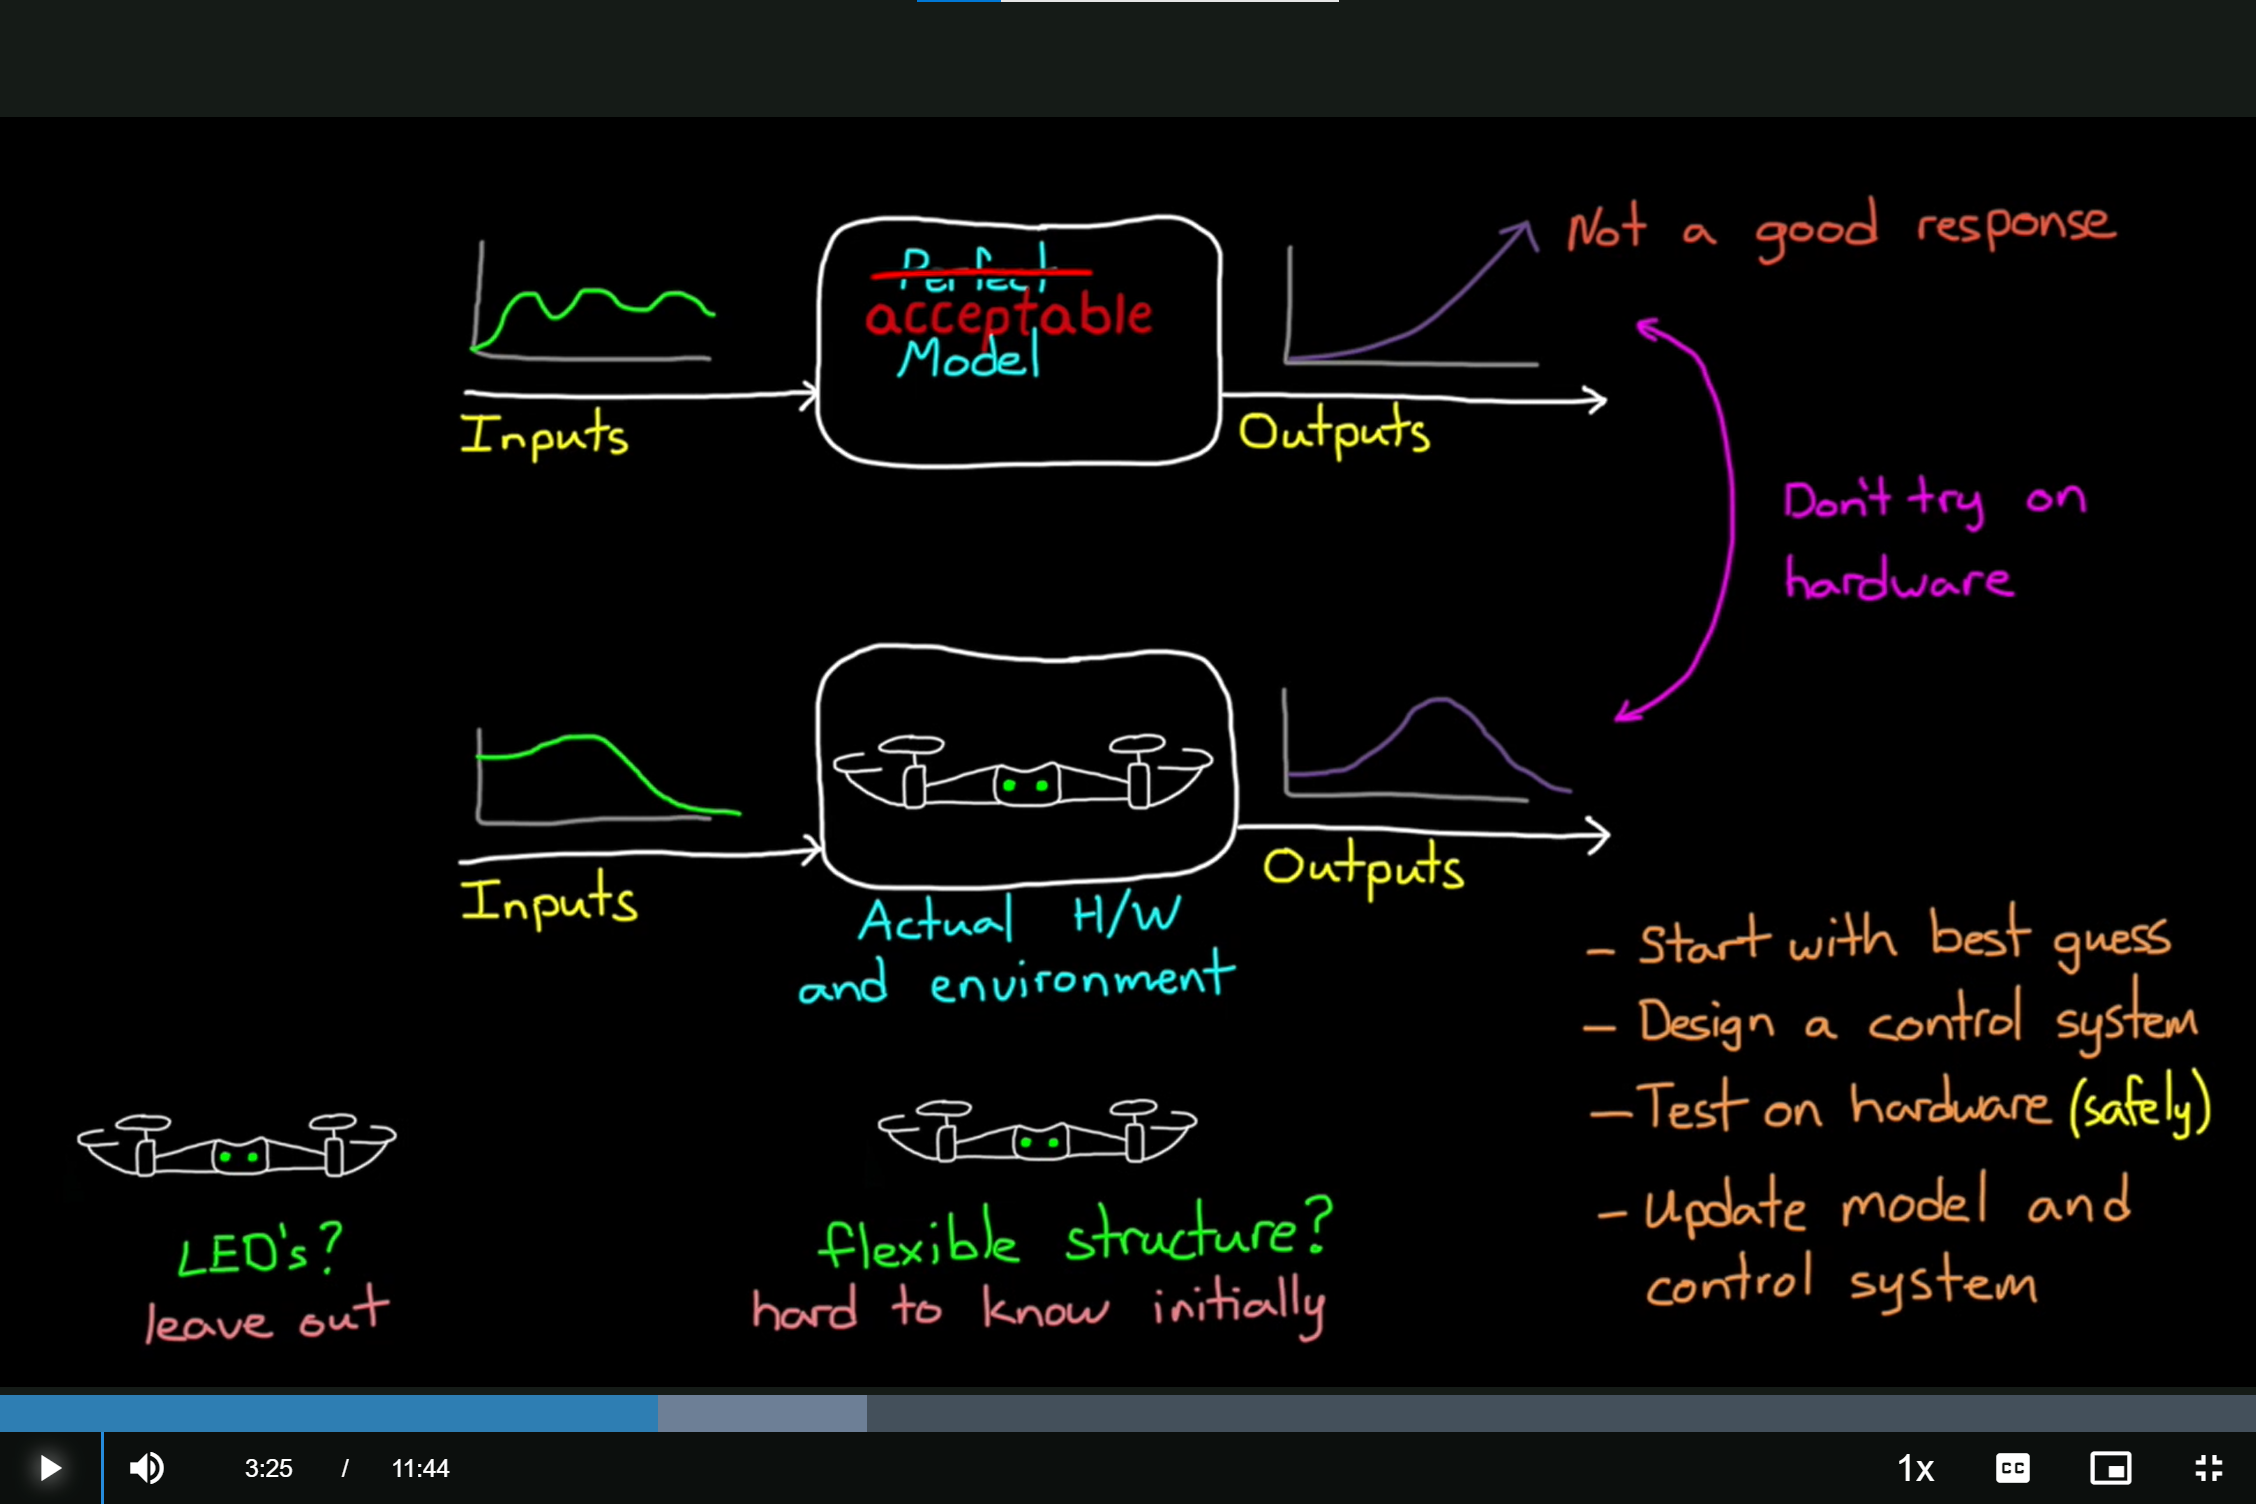 Not a good response
Perfect
acceptable
Model
Inputs
Outputs
Don't try on
hardware
Inputs
Outputs
Actual H/W
and environment
- Start with best guess
- Design a control system
- Test on hardware (safely)
- Update model and
control system
LED's?
leave out
flexible structure?
hard to know initially
3:25 / 11:44
1x
CC